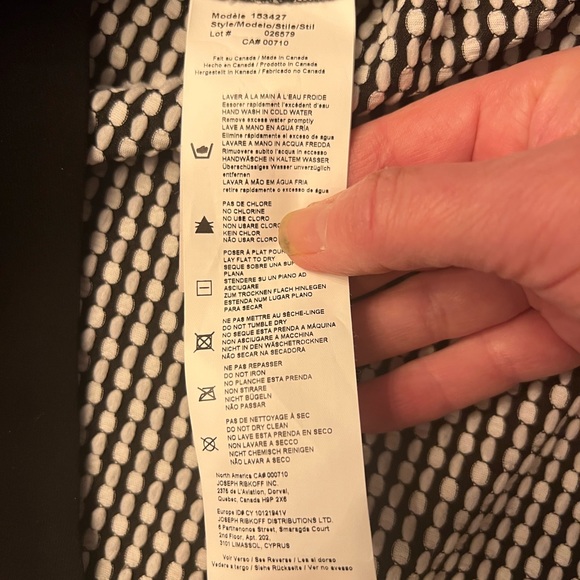 Modèle 153427
Style/Modelo/Stile/Stil
Lot # 026579
CA# 00710
Fait au Canada / Made in Canada
Hecho en Canada / Prodotto in Canada
Hergestellt in Kanada / Fabricado no Canadá
LAVER À LA MAIN À L'EAU FROIDE
Essorer rapidement l'excédent d'eau
HAND WASH IN COLD WATER
Remove excess water promptly
LAVE A MANO EN AGUA FRÍA
Elimine rápidamente el exceso de agua
LAVARE A MANO IN ACQUA FREDDA
Rimuovere subito l'acqua in eccesso
HANDWÄSCHE IN KALTEM WASSER
Überschüssiges Wasser unverzüglich
entfernen
LAVAR À MÃO EM ÁGUA FRIA
retire rapidamente o excesso de água
PAS DE CHLORE
NO CHLORINE
NO USE CLORO
NON USARE CLORO
KEIN CHLOR
NÃO USAR CLORO
POSER À PLAT POUR
LAY FLAT TO DRY
SEQUE SOBRE UNA
PLANA
STENDERE SU UN PIANO AD
ASCIUGARE
ZUM TROCKNEN FLACH HINLEGEN
ESTENDA NUM LUGAR PLANO
PARA SECAR
NE PAS METTRE AU SÈCHE-LINGE
DO NOT TUMBLE DRY
NO SEQUE ESTA PRENDA A MÁQUINA
NON ASCIUGARE A MACCHINA
NICHT IN DEN WÄSCHETROCKNER
NÃO SECAR NA SECADORA
NE PAS REPASSER
DO NOT IRON
NO PLANCHE ESTA PRENDA
NON STIRARE
NICHT BÜGELN
NÃO PASSAR
PAS DE NETTOYAGE À SEC
DO NOT DRY CLEAN
NO LAVE ESTA PRENDA EN SECO
NON LAVARE A SECCO
NICHT CHEMISCH REINIGEN
NÃO LAVAR A SECO
North America CA# 000710
JOSEPH RIBKOFF INC.
2375 de L'Aviation, Dorval,
Quebec, Canada H9P 2X6
Europe ID# CY 10121941V
JOSEPH RIBKOFF DISTRIBUTIONS LTD.
6 Parthenonos Street, Smaragda Court
2nd Floor, Apt. 202,
3101 LIMASSOL, CYPRUS
Voir Verso / See Reverse / Lea el dorso
Vedere a tergo / Siehe Rückseite / Ver no avesso